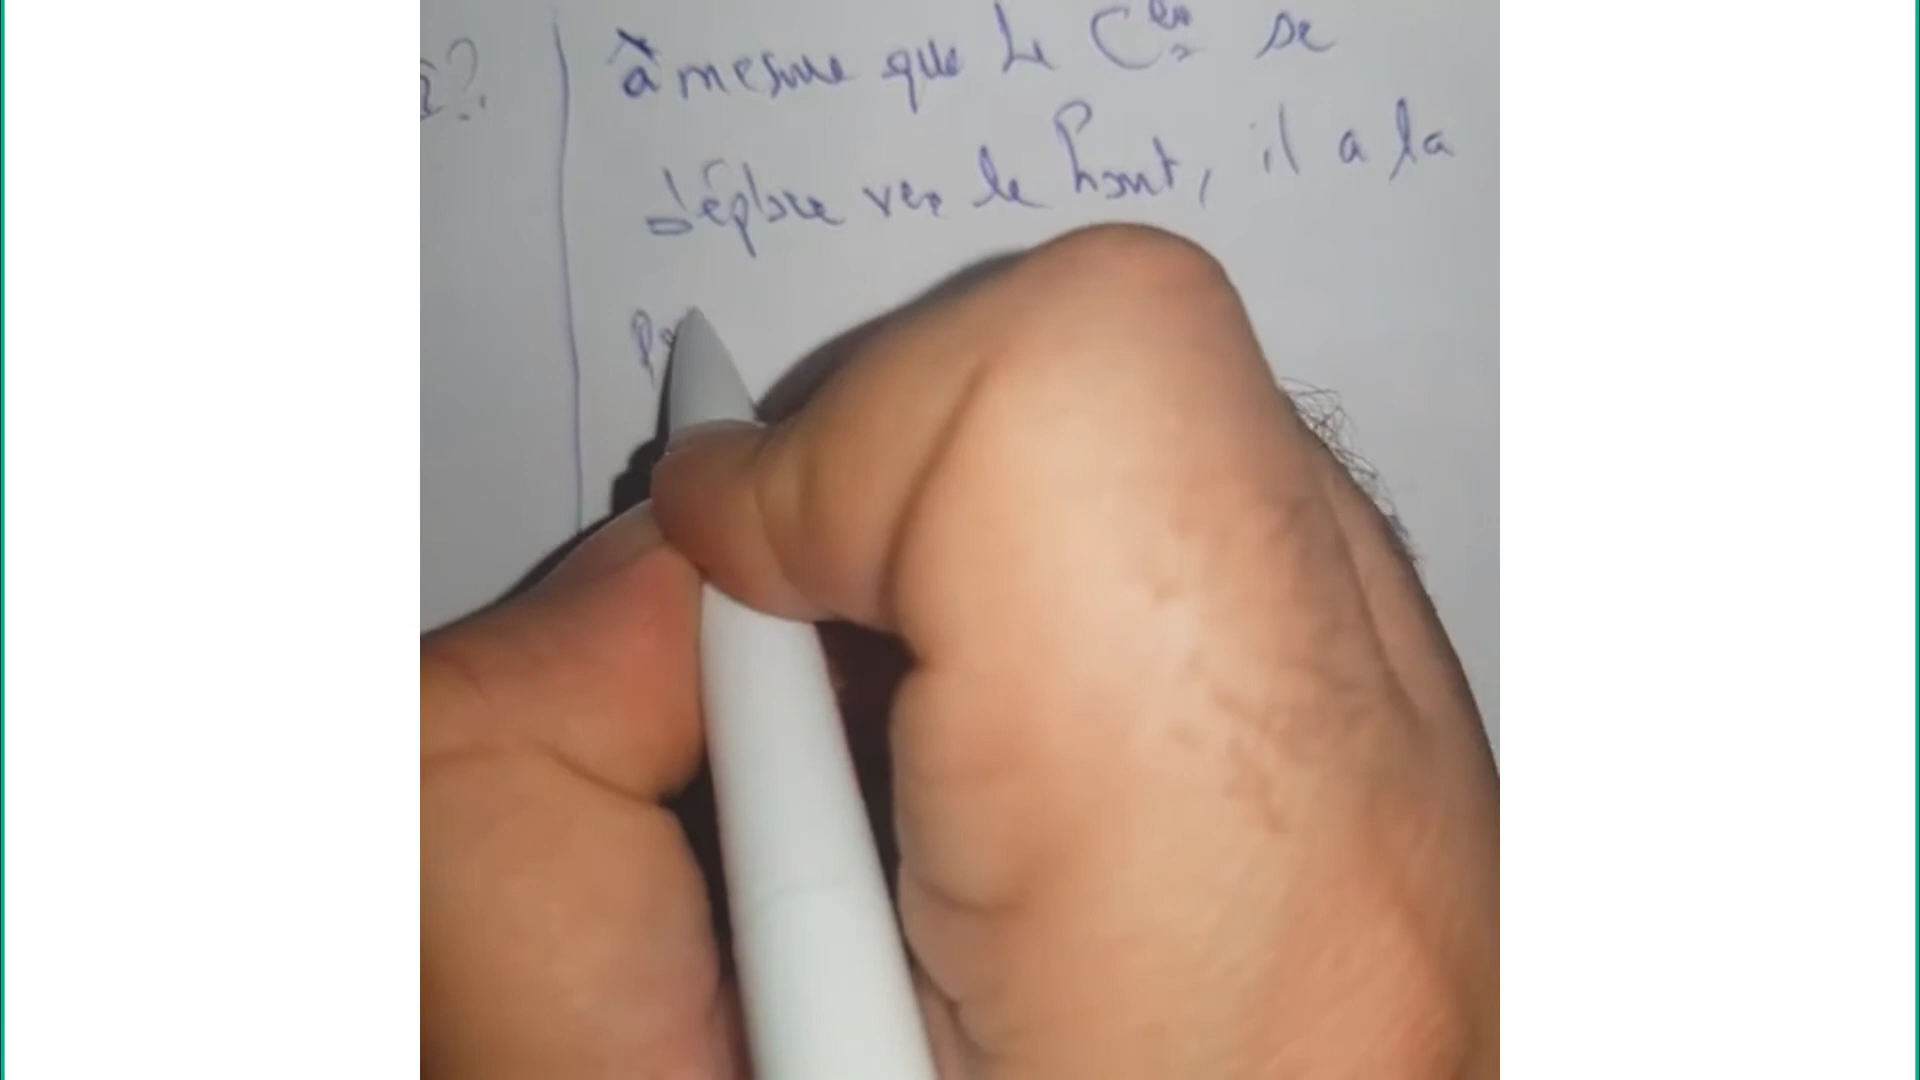 à mesure que le C se
déplace vers le haut, il a la